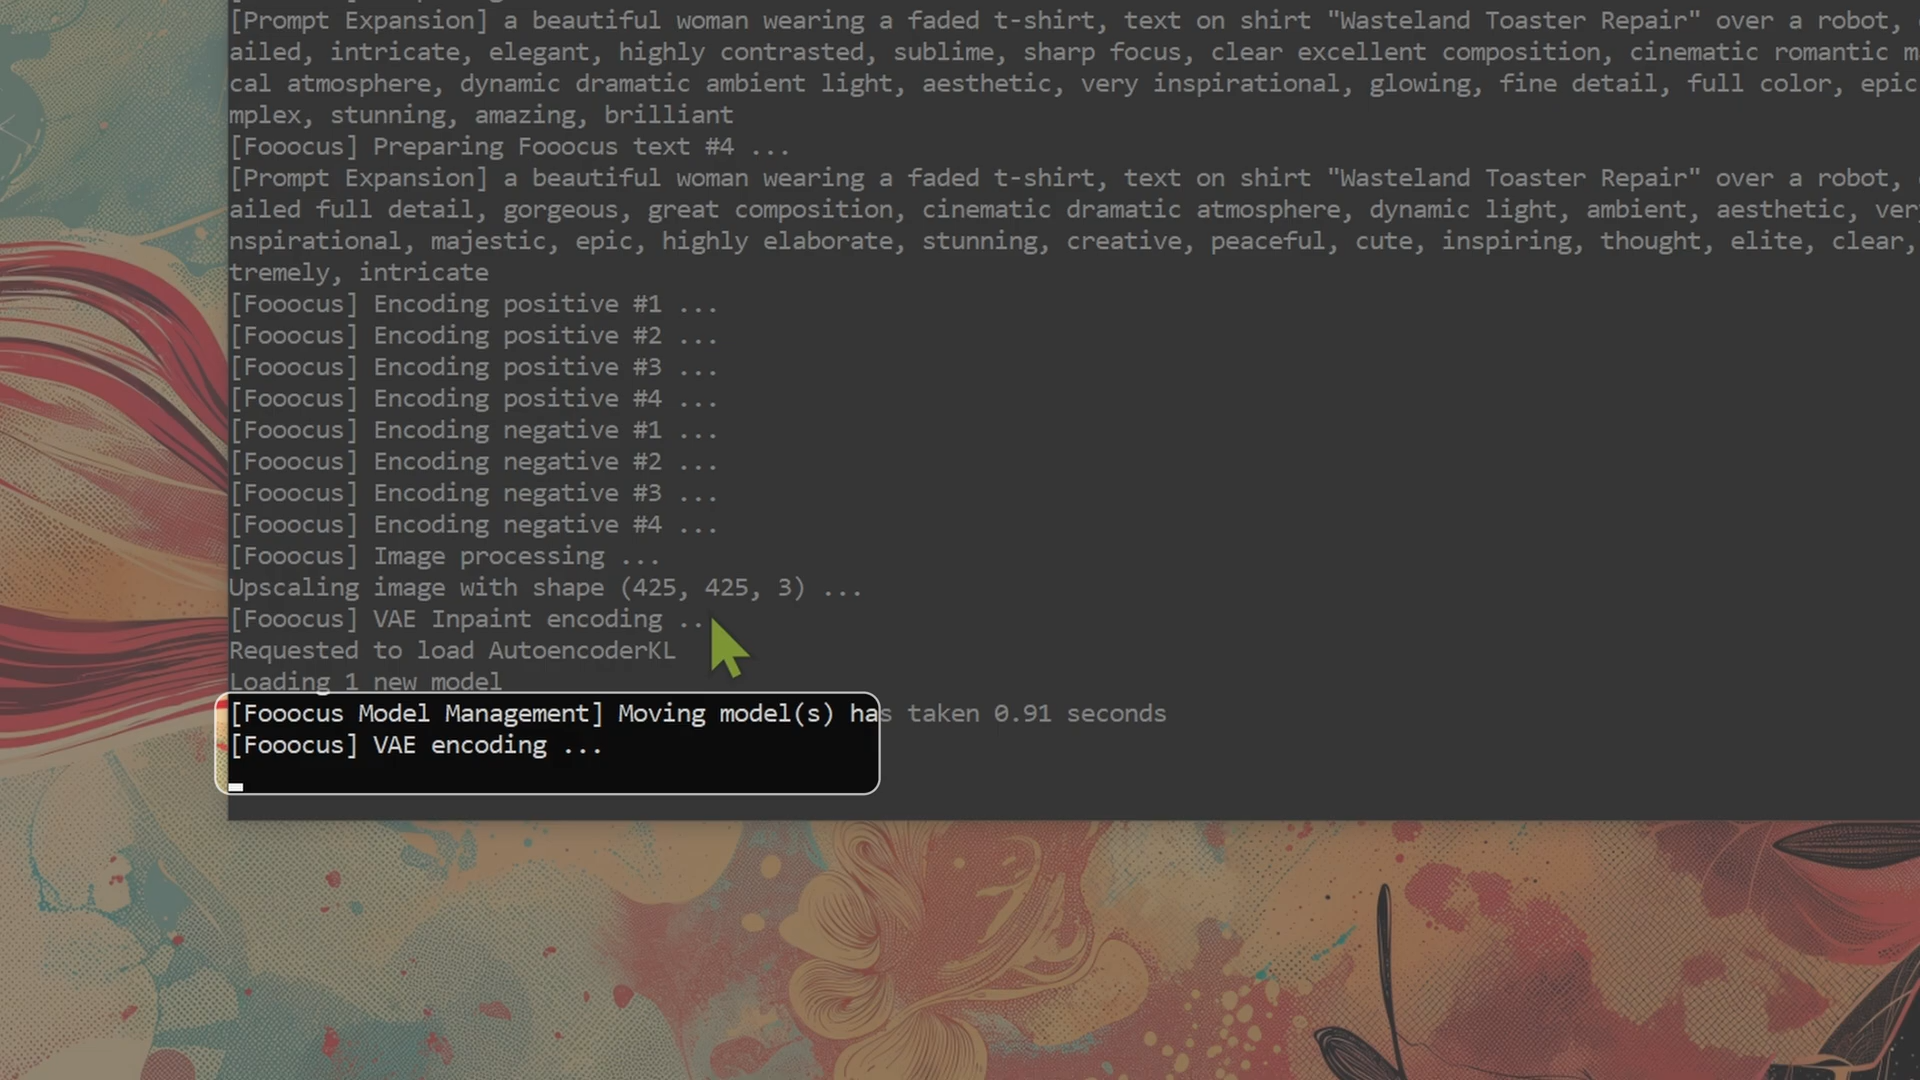 [Prompt Expansion] a beautiful woman wearing a faded t-shirt, text on shirt "Wasteland Toaster Repair" over a robot,
ailed, intricate, elegant, highly contrasted, sublime, sharp focus, clear excellent composition, cinematic romantic m
cal atmosphere, dynamic dramatic ambient light, aesthetic, very inspirational, glowing, fine detail, full color, epic
mplex, stunning, amazing, brilliant
[Fooocus] Preparing Fooocus text #4 ...
[Prompt Expansion] a beautiful woman wearing a faded t-shirt, text on shirt "Wasteland Toaster Repair" over a robot,
ailed full detail, gorgeous, great composition, cinematic dramatic atmosphere, dynamic light, ambient, aesthetic, very
nspirational, majestic, epic, highly elaborate, stunning, creative, peaceful, cute, inspiring, thought, elite, clear,
tremely, intricate
[Fooocus] Encoding positive #1 ...
[Fooocus] Encoding positive #2 ...
[Fooocus] Encoding positive #3 ...
[Fooocus] Encoding positive #4 ...
[Fooocus] Encoding negative #1 ...
[Fooocus] Encoding negative #2 ...
[Fooocus] Encoding negative #3 ...
[Fooocus] Encoding negative #4 ...
[Fooocus] Image processing ...
Upscaling image with shape (425, 425, 3) ...
[Fooocus] VAE Inpaint encoding ..
Requested to load AutoencoderKL
Loading 1 new model
[Fooocus Model Management] Moving model(s) has taken 0.91 seconds
[Fooocus] VAE encoding ...